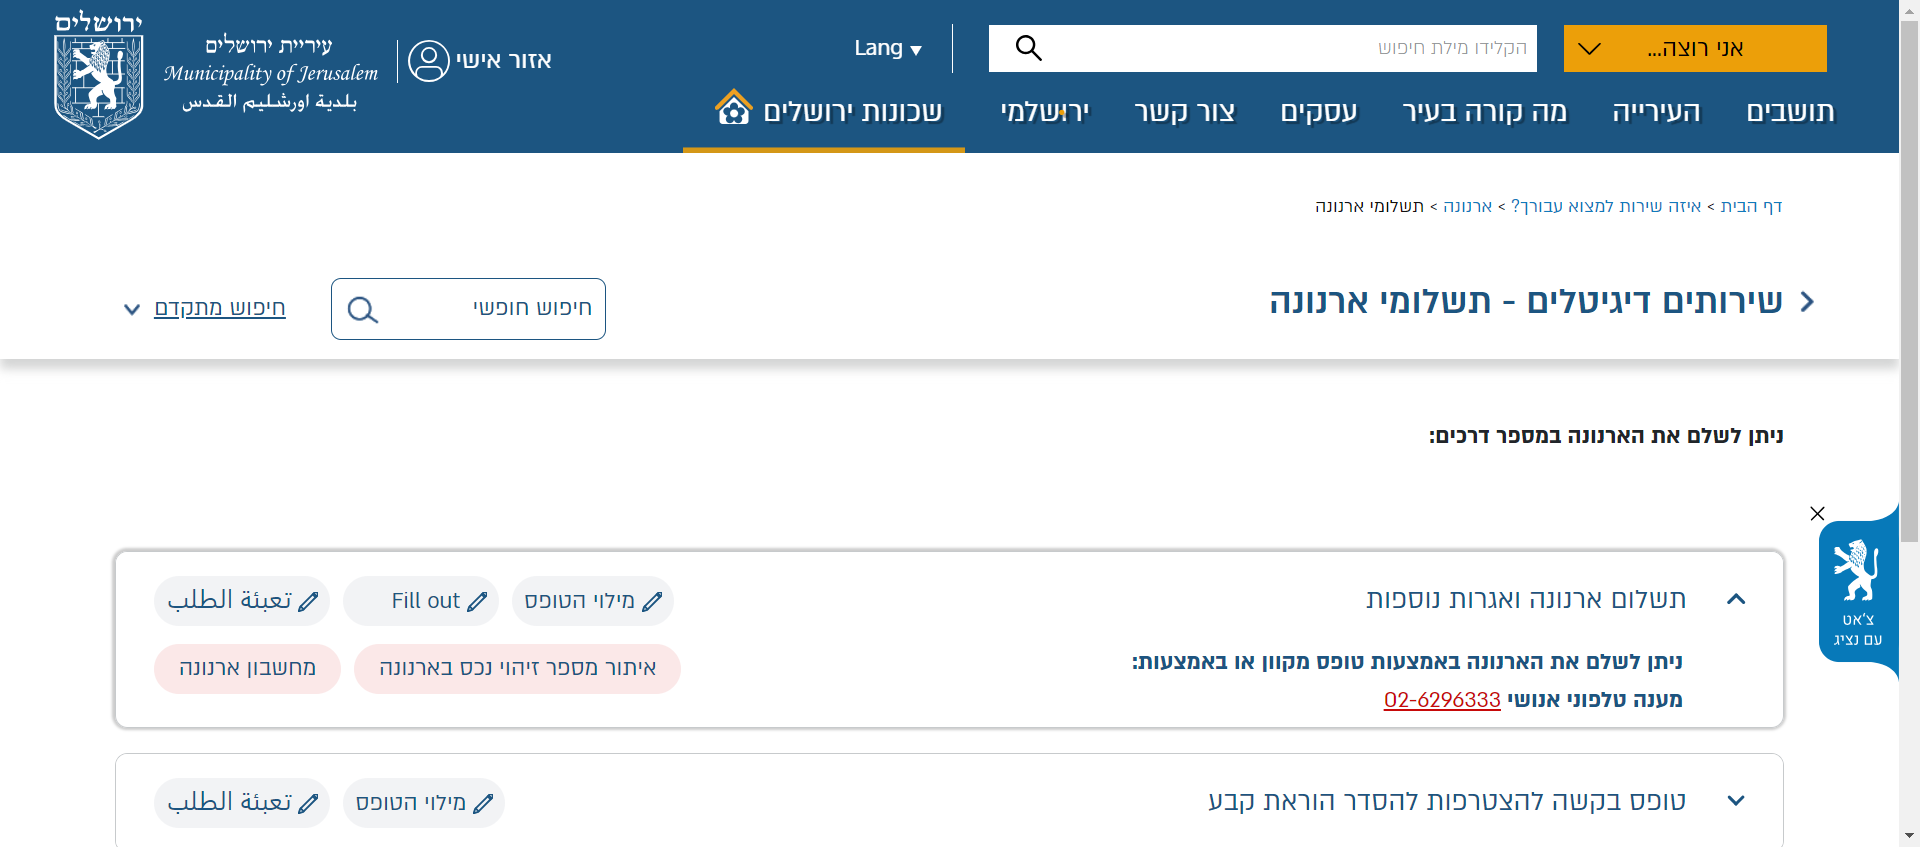 אני רוצה...
הקלידו מילת חיפוש
Lang
אזור אישי
עיריית ירושלים
Municipality of Jerusalem
بلدية اورشليم القدس
ירושלים
תושבים
העירייה
מה קורה בעיר
עסקים
צור קשר
ירושלמי
שכונות ירושלים
דף הבית > איזה שירות למצוא עבורך? > ארנונה > תשלומי ארנונה
שירותים דיגיטלים - תשלומי ארנונה
חיפוש חופשי
חיפוש מתקדם
ניתן לשלם את הארנונה במספר דרכים:
צ'אט
עם נציג
תשלום ארנונה ואגרות נוספות
מילוי הטופס
Fill out
تعبئة الطلب
ניתן לשלם את הארנונה באמצעות טופס מקוון או באמצעות:
מענה טלפוני אנושי 02-6296333
איתור מספר זיהוי נכס בארנונה
מחשבון ארנונה
טופס בקשה להצטרפות להסדר הוראת קבע
מילוי הטופס
تعبئة الطلب